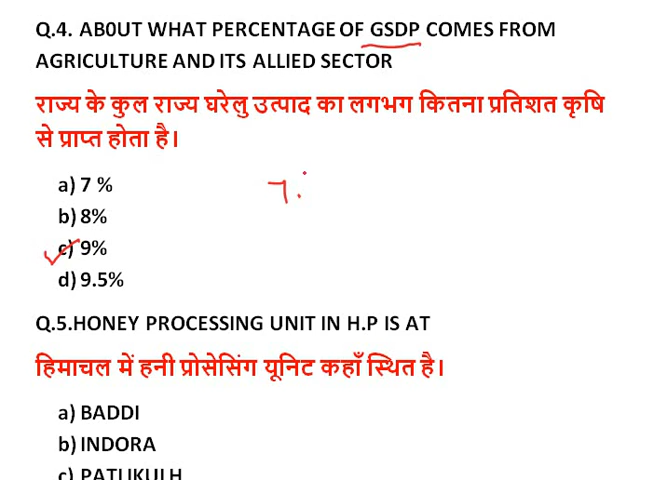 Q.4. AB0UT WHAT PERCENTAGE OF GSDP COMES FROM
AGRICULTURE AND ITS ALLIED SECTOR
राज्य के कुल राज्य घरेलु उत्पाद का लगभग कितना प्रतिशत कृषि
से प्राप्त होता है।
a) 7 %
b) 8%
c) 9%
d) 9.5%
Q.5.HONEY PROCESSING UNIT IN H.P IS AT
हिमाचल में हनी प्रोसेसिंग यूनिट कहाँ स्थित है।
a) BADDI
b) INDORA
c) PATLIKULH